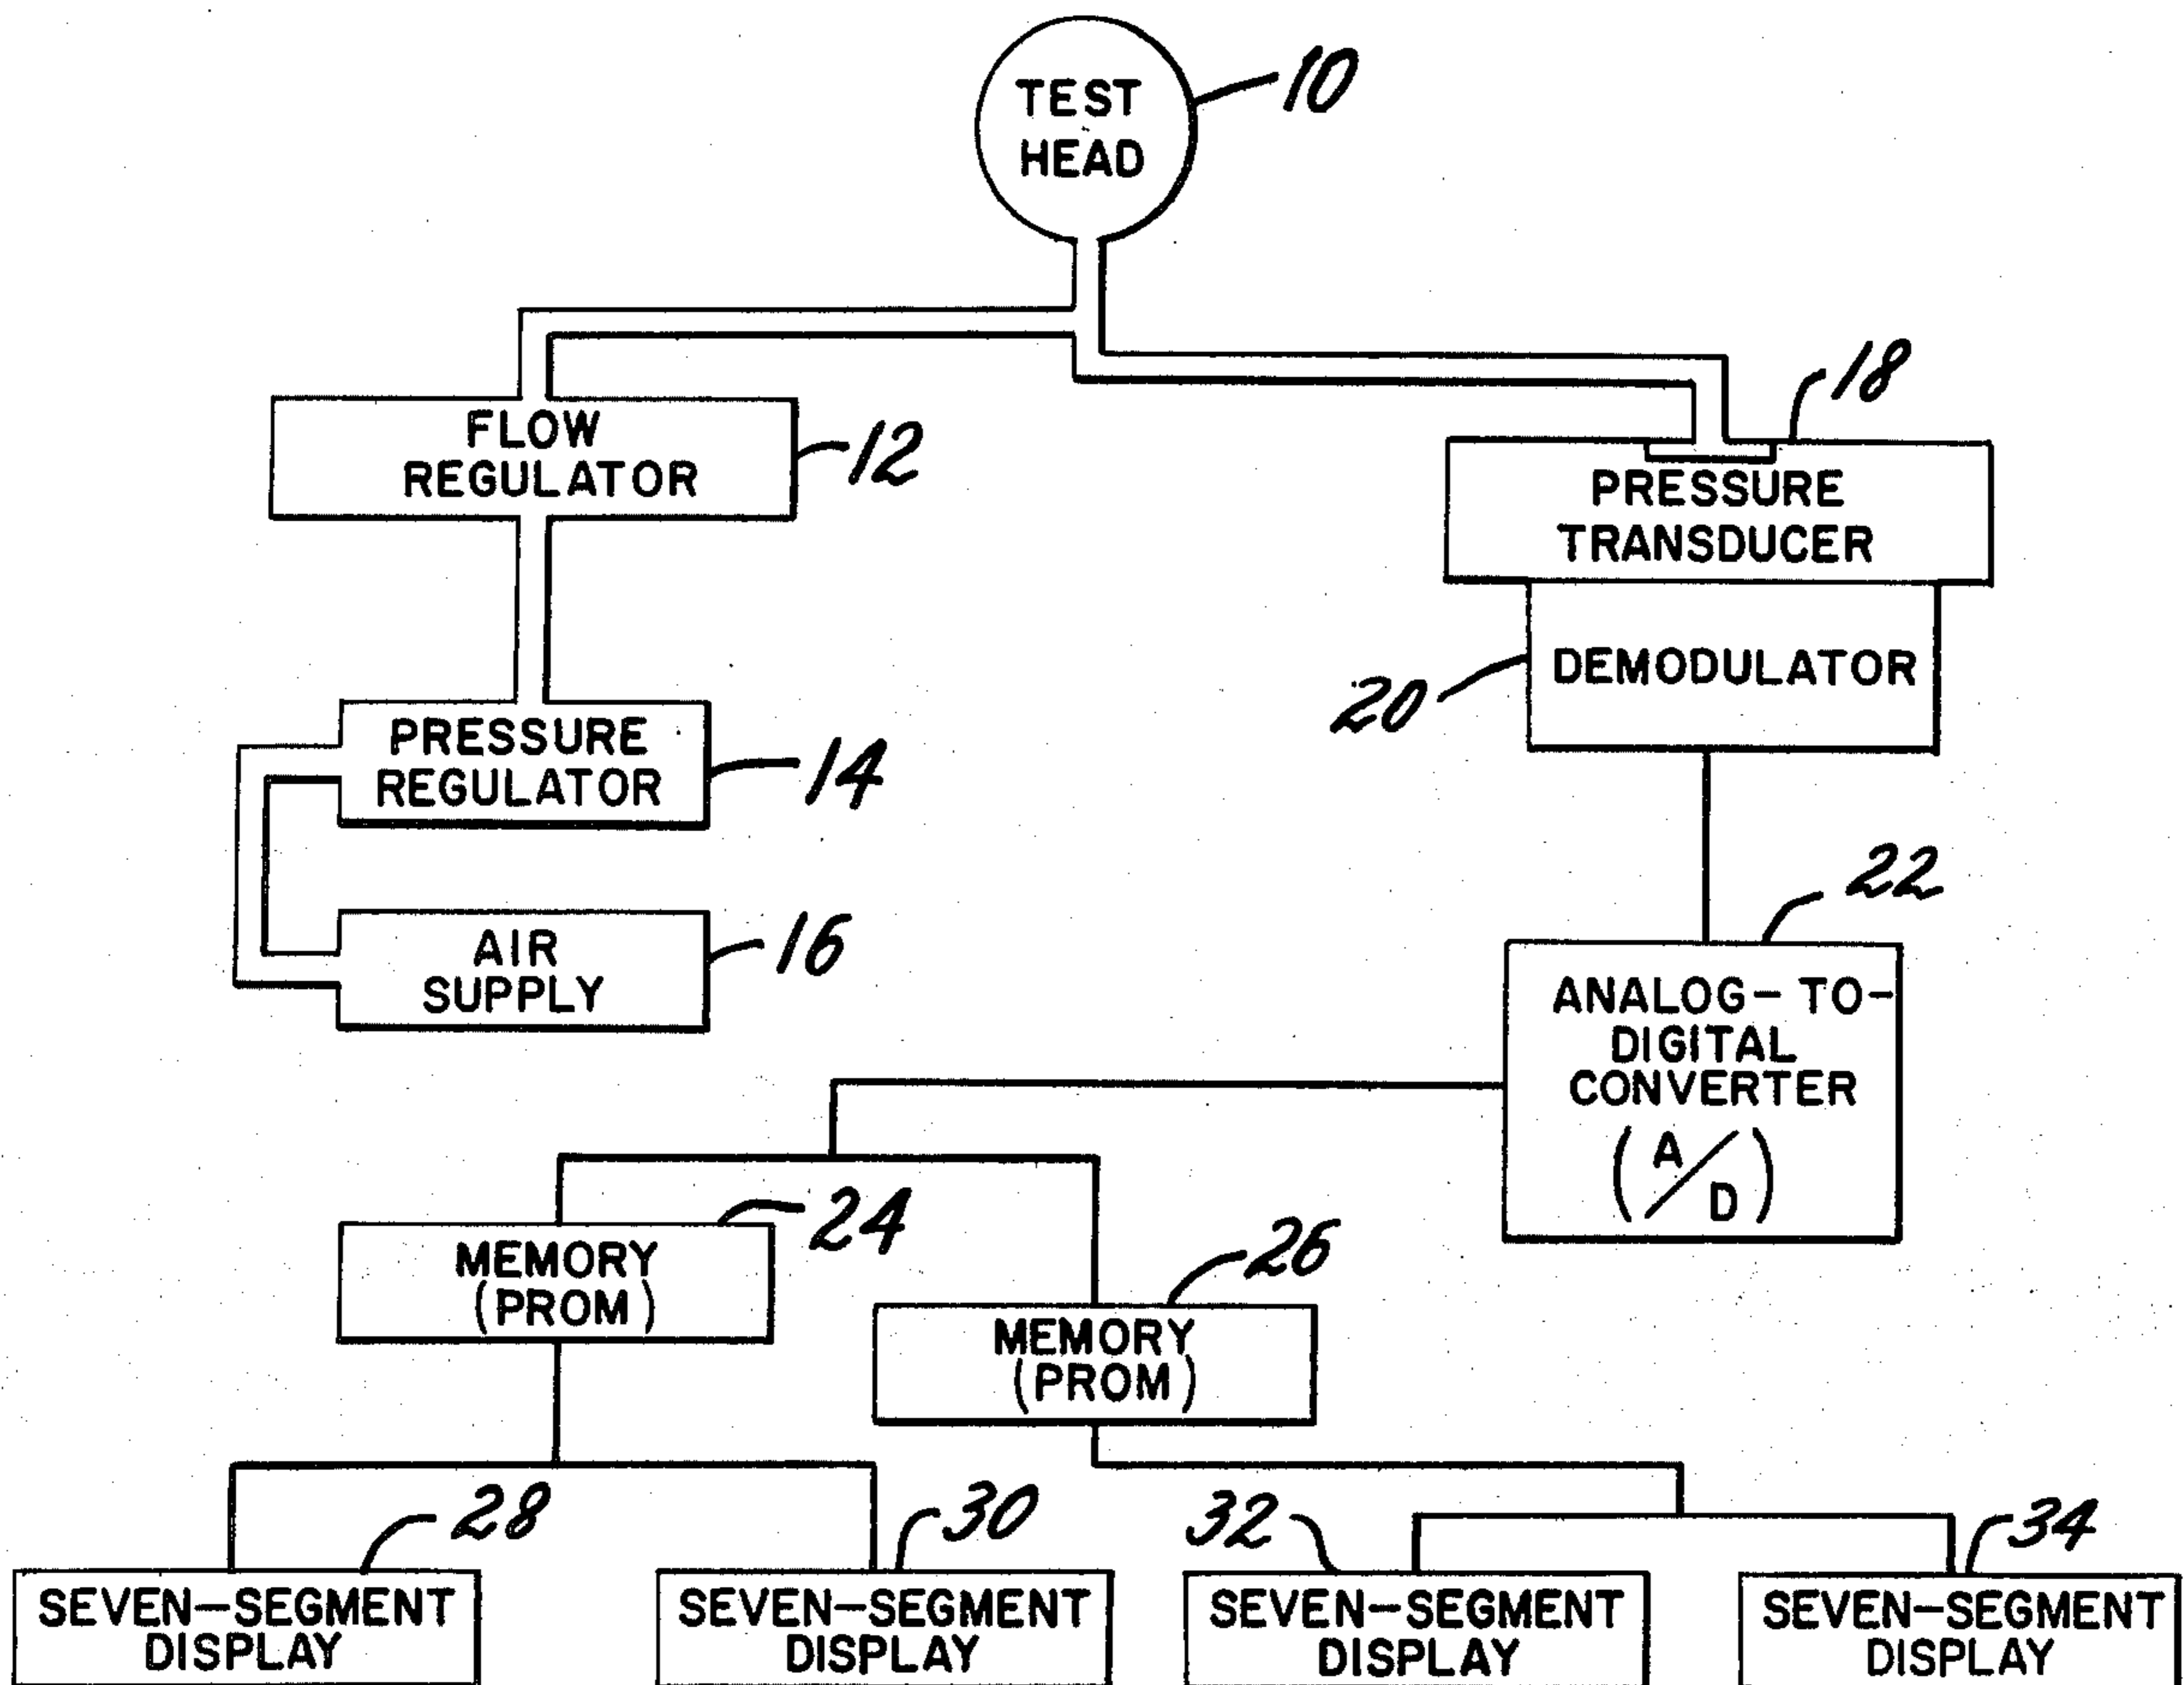 TEST
HEAD
10
FLOW
REGULATOR
12
18
PRESSURE
TRANSDUCER
DEMODULATOR
20
PRESSURE
REGULATOR
14
22
AIR
SUPPLY
16
ANALOG-TO-
DIGITAL
CONVERTER
(A/D)
24
MEMORY
(PROM)
26
MEMORY
(PROM)
28
30
32
34
SEVEN-SEGMENT
DISPLAY
SEVEN-SEGMENT
DISPLAY
SEVEN-SEGMENT
DISPLAY
SEVEN-SEGMENT
DISPLAY